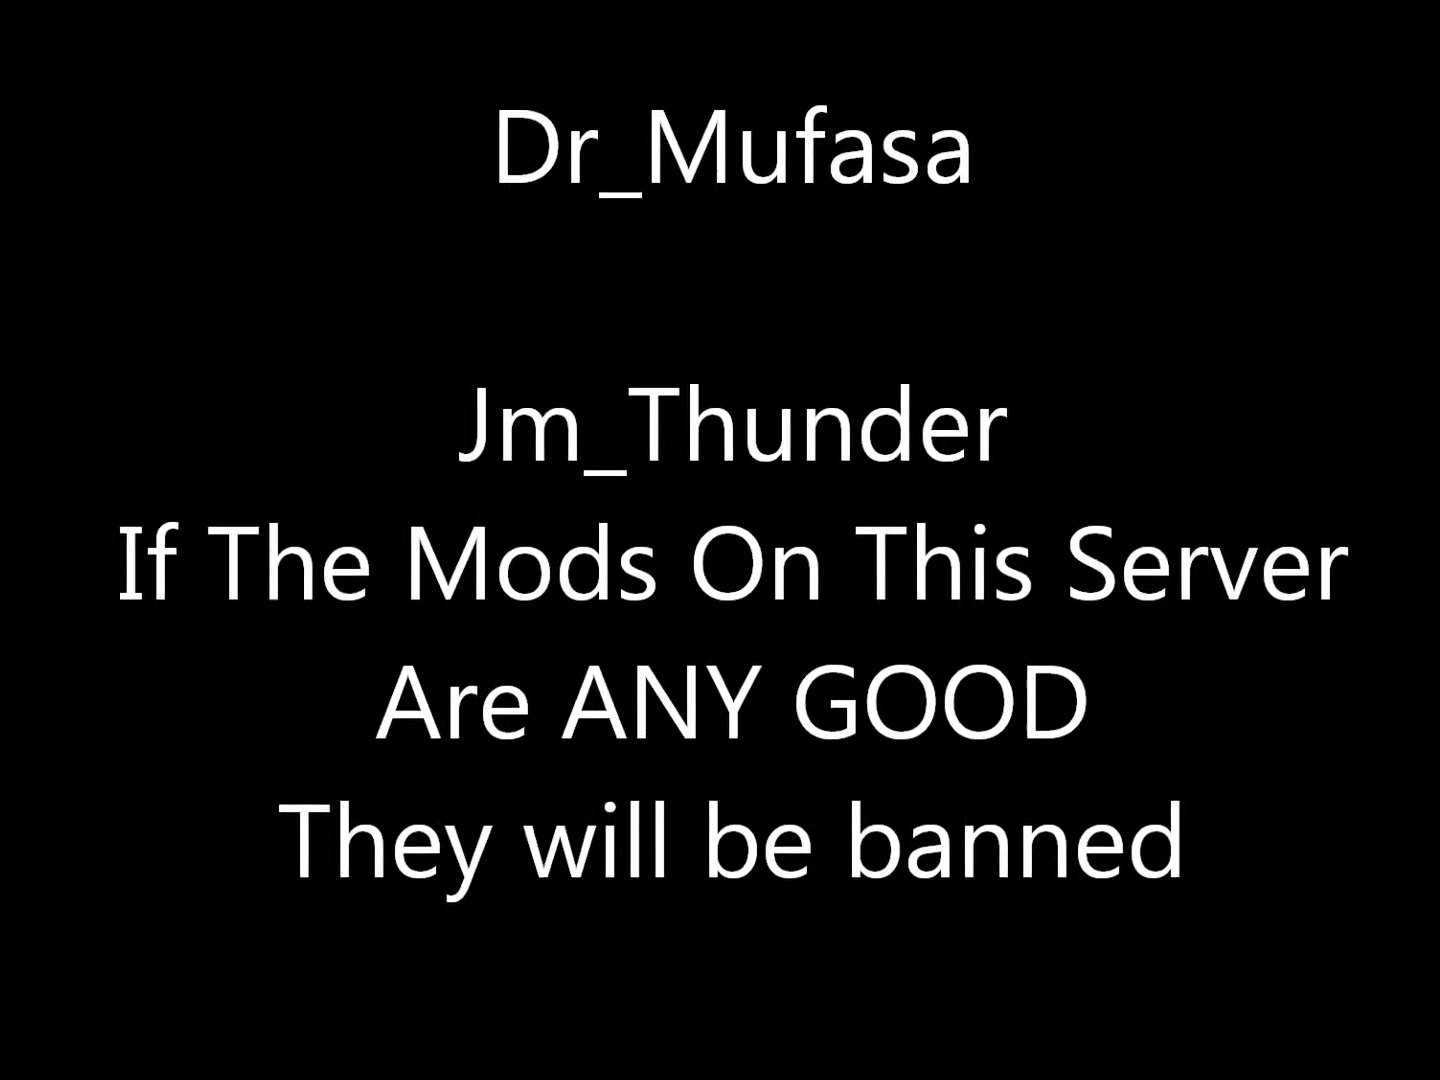 Dr_Mufasa
Jm_Thunder
If The Mods On This Server
Are ANY GOOD
They will be banned